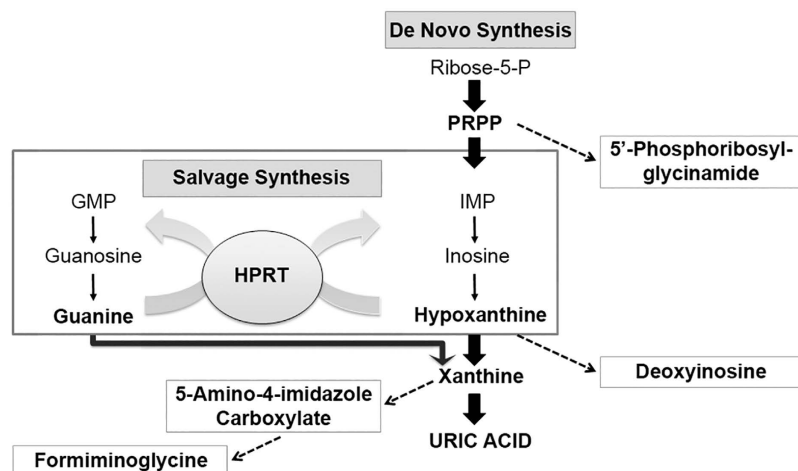 De Novo Synthesis
Ribose-5-P
PRPP
5’-Phosphoribosyl-
glycinamide
Salvage Synthesis
GMP
IMP
Guanosine
Inosine
HPRT
Guanine
Hypoxanthine
Xanthine
Deoxyinosine
5-Amino-4-imidazole
Carboxylate
URIC ACID
Formiminoglycine